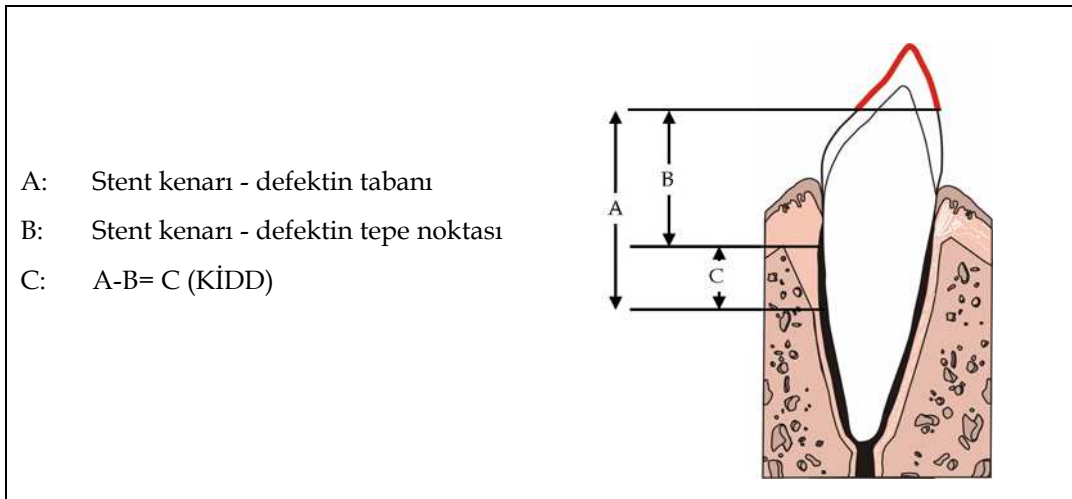 A: Stent kenarı - defektin tabanı
B: Stent kenarı - defektin tepe noktası
C: A-B= C (KİDD)
B
A
C